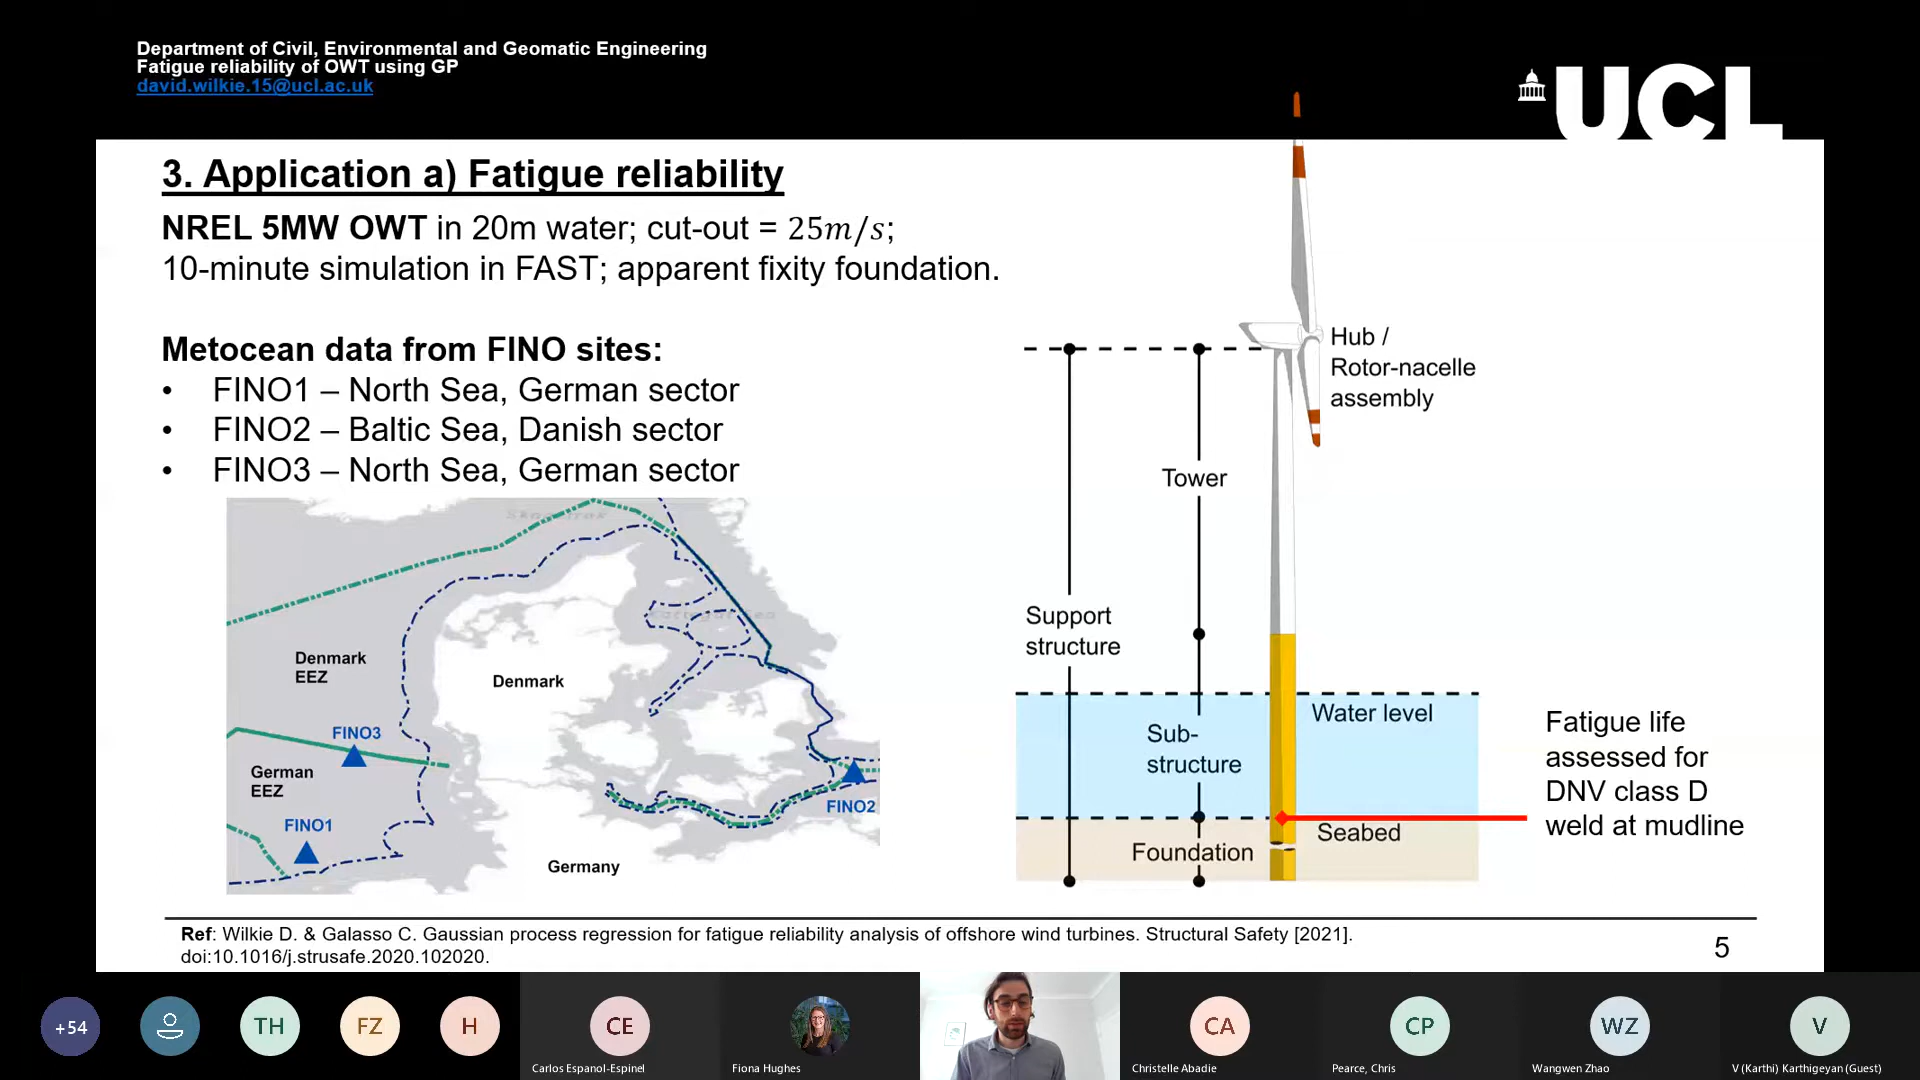 Department of Civil, Environmental and Geomatic Engineering
Fatigue reliability of OWT using GP
david.wilkie.15@ucl.ac.uk
UCL
3. Application a) Fatigue reliability
NREL 5MW OWT in 20m water; cut-out = 25m/s;
10-minute simulation in FAST; apparent fixity foundation.
Metocean data from FINO sites:
• FINO1 – North Sea, German sector
• FINO2 – Baltic Sea, Danish sector
• FINO3 – North Sea, German sector
Denmark
EEZ
Denmark
FINO3
German
EEZ
FINO2
FINO1
Germany
Hub /
Rotor-nacelle
assembly
Tower
Support
structure
Water level
Sub-
structure
Seabed
Foundation
Fatigue life
assessed for
DNV class D
weld at mudline
Ref: Wilkie D. & Galasso C. Gaussian process regression for fatigue reliability analysis of offshore wind turbines. Structural Safety [2021].
doi:10.1016/j.strusafe.2020.102020.
5
+54
TH
FZ
H
CE
CA
CP
WZ
V
Carlos Espanol-Espinel
Fiona Hughes
Christelle Abadie
Pearce, Chris
Wangwen Zhao
V (Karthi) Karthigeyan (Guest)